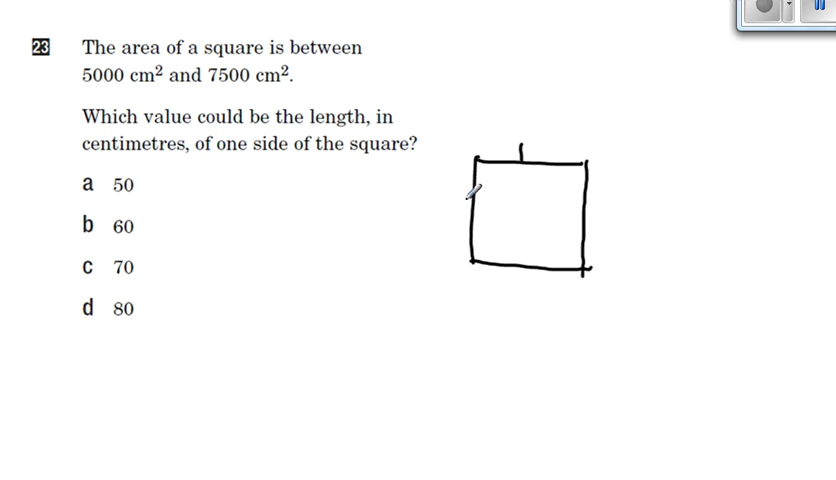 23 The area of a square is between
5000 cm² and 7500 cm².
Which value could be the length, in
centimetres, of one side of the square?
a 50
b 60
c 70
d 80